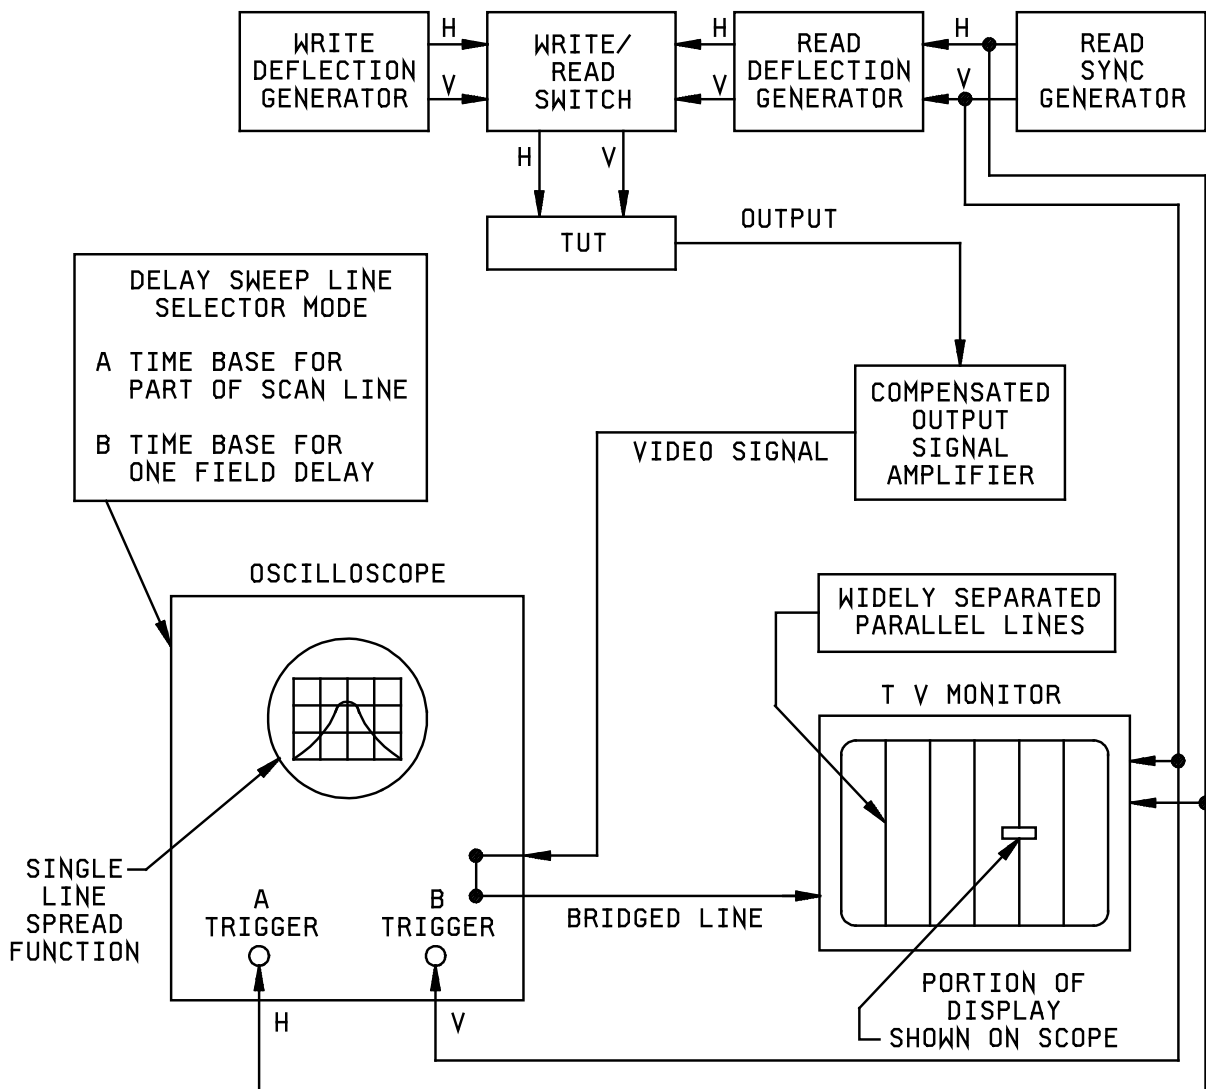 H
H
H
WRITE
DEFLECTION
GENERATOR
WRITE/
READ
SWITCH
READ
DEFLECTION
GENERATOR
READ
SYNC
GENERATOR
V
V
V
H
V
TUT
OUTPUT
DELAY SWEEP LINE
SELECTOR MODE
A TIME BASE FOR
PART OF SCAN LINE
B TIME BASE FOR
ONE FIELD DELAY
COMPENSATED
OUTPUT
SIGNAL
AMPLIFIER
VIDEO SIGNAL
OSCILLOSCOPE
WIDELY SEPARATED
PARALLEL LINES
T V MONITOR
SINGLE
LINE
SPREAD
FUNCTION
A
TRIGGER
B
TRIGGER
BRIDGED LINE
H
V
PORTION OF
DISPLAY
SHOWN ON SCOPE